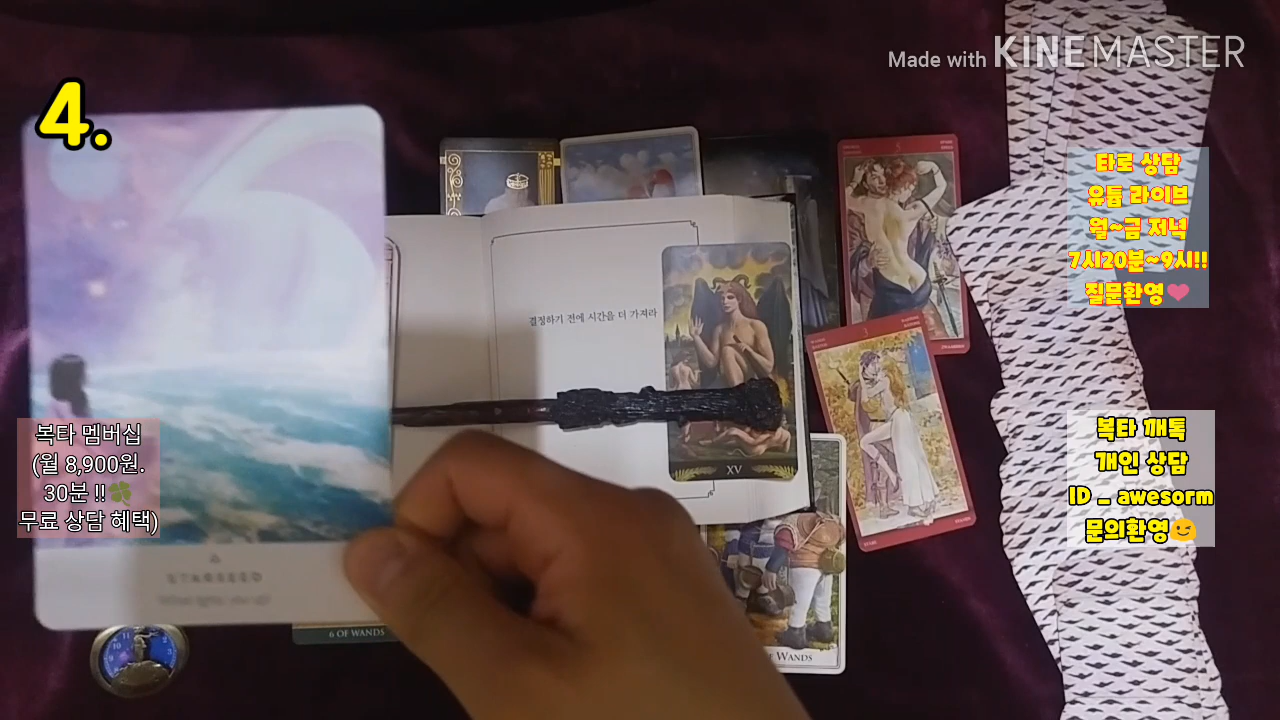 4.
Made with KINEMASTER
타로 상담
유튭 라이브
월~금 저녁
7시20분~9시!!
질문환영
결정하기 전에 시간을 더 가져라
복타 멤버십
(월 8,900원.
30분 !!
무료 상담 혜택)
복타 깨톡
개인 상담
ID _ awesorm
문의환영
XV
STARSEED
6 OF WANDS
WANDS